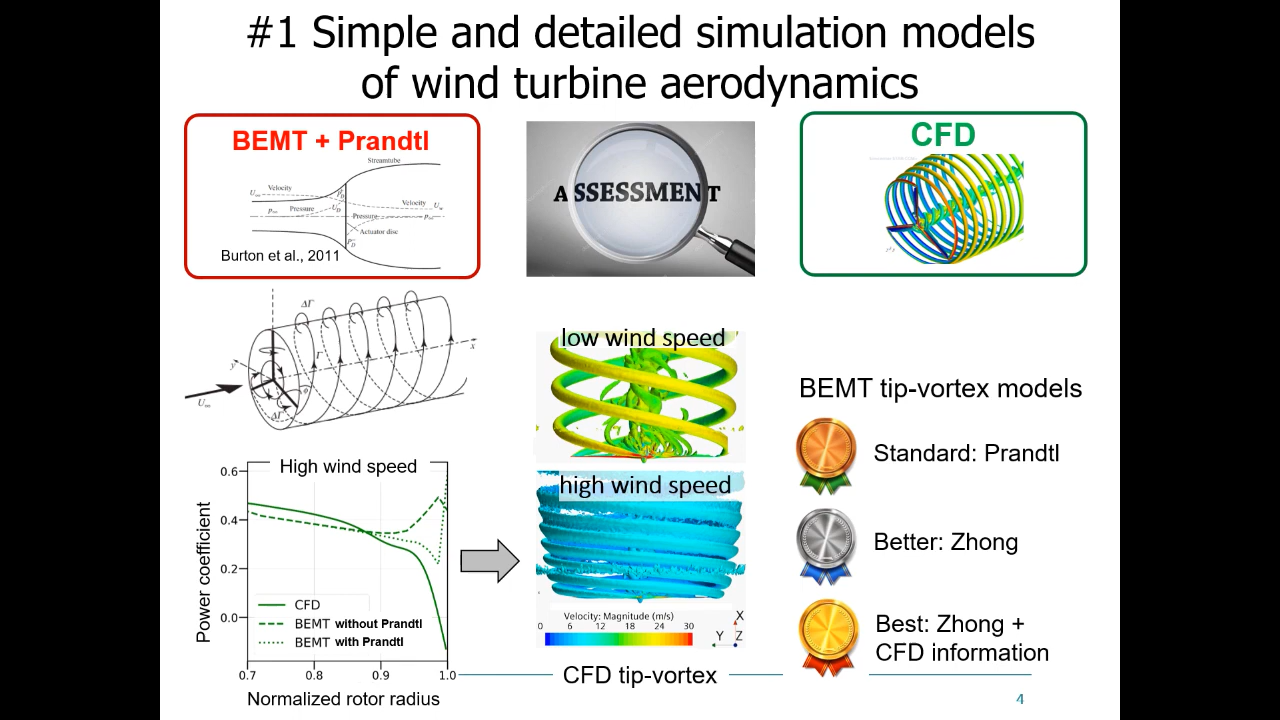 #1 Simple and detailed simulation models
of wind turbine aerodynamics
BEMT + Prandtl
Streamtube
Velocity
U∞
Velocity
Pressure
Pressure
Actuator disc
Burton et al., 2011
ASSESSMENT
CFD
ΔΓ
Γ
y
x
U∞
ΔΓ
High wind speed
0.6
0.4
0.2
0.0
Power coefficient
CFD
BEMT without Prandtl
BEMT with Prandtl
0.7 0.8 0.9 1.0
Normalized rotor radius
low wind speed
high wind speed
Velocity: Magnitude (m/s)
0 6 12 18 24 30
X
Y Z
CFD tip-vortex
BEMT tip-vortex models
Standard: Prandtl
Better: Zhong
Best: Zhong +
CFD information
4